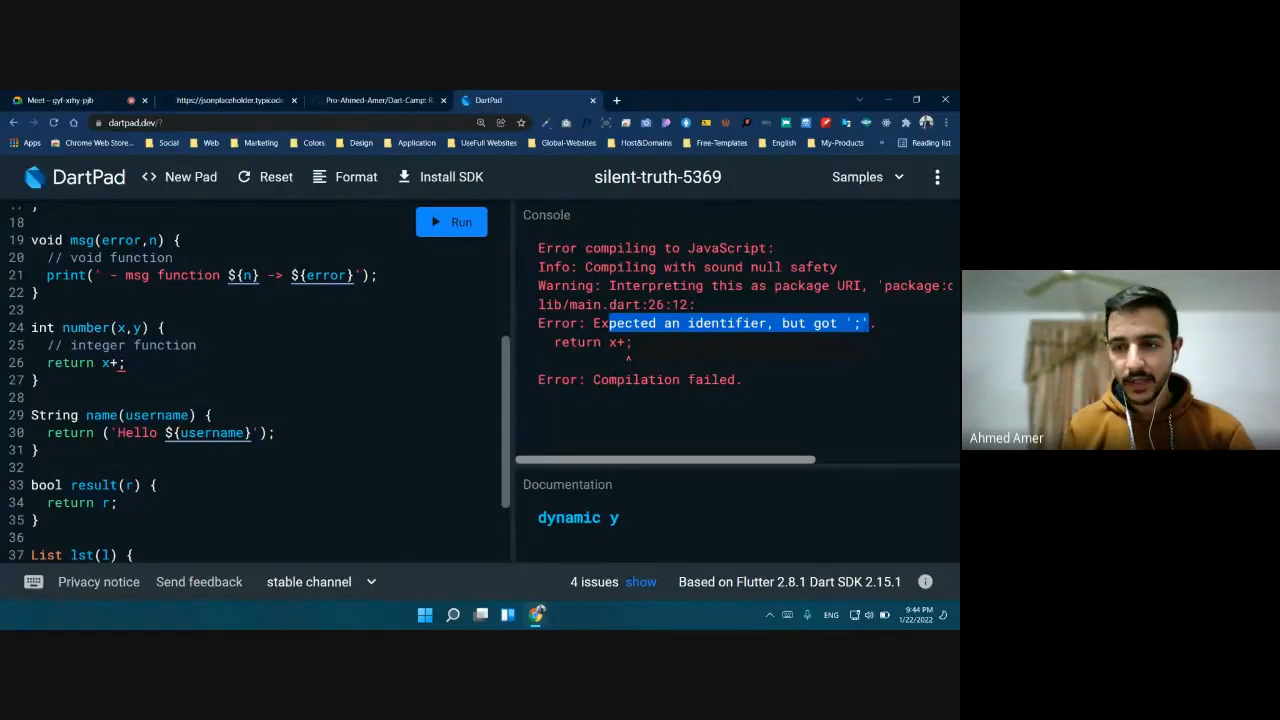 Meet – gyf-xrhy-pjb
https://jsonplaceholder.typicode
Pro-Ahmed-Amer/Dart-Camp: R
DartPad
dartpad.dev/?
Apps
Chrome Web Store...
Social
Web
Marketing
Colors
Design
Application
UseFull Websites
Global-Websites
Host&Domains
Free-Templates
English
My-Products
»
Reading list
DartPad
<> New Pad
Reset
Format
Install SDK
silent-truth-5369
Samples
Run
18
19 void msg(error,n) {
20 // void function
21 print(' - msg function ${n} -> ${error}');
22 }
23
24 int number(x,y) {
25 // integer function
26 return x+;
27 }
28
29 String name(username) {
30 return ('Hello ${username}');
31 }
32
33 bool result(r) {
34 return r;
35 }
36
37 List lst(l) {
Console
Error compiling to JavaScript:
Info: Compiling with sound null safety
Warning: Interpreting this as package URI, 'package:d
lib/main.dart:26:12:
Error: Expected an identifier, but got ';'.
return x+;
^
Error: Compilation failed.
Documentation
dynamic y
Privacy notice
Send feedback
stable channel
4 issues show
Based on Flutter 2.8.1 Dart SDK 2.15.1
ENG
9:44 PM
1/22/2022
Ahmed Amer